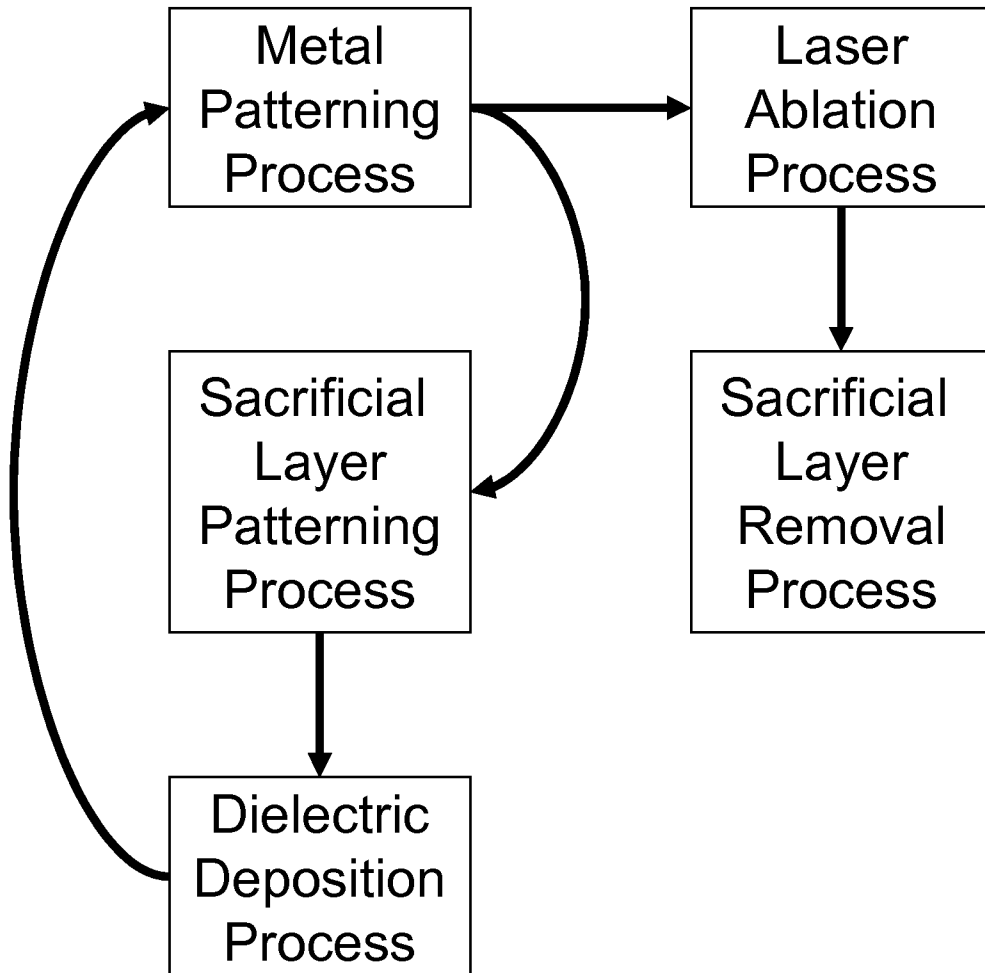 Metal
Patterning
Process
Laser
Ablation
Process
Sacrificial
Layer
Patterning
Process
Sacrificial
Layer
Removal
Process
Dielectric
Deposition
Process